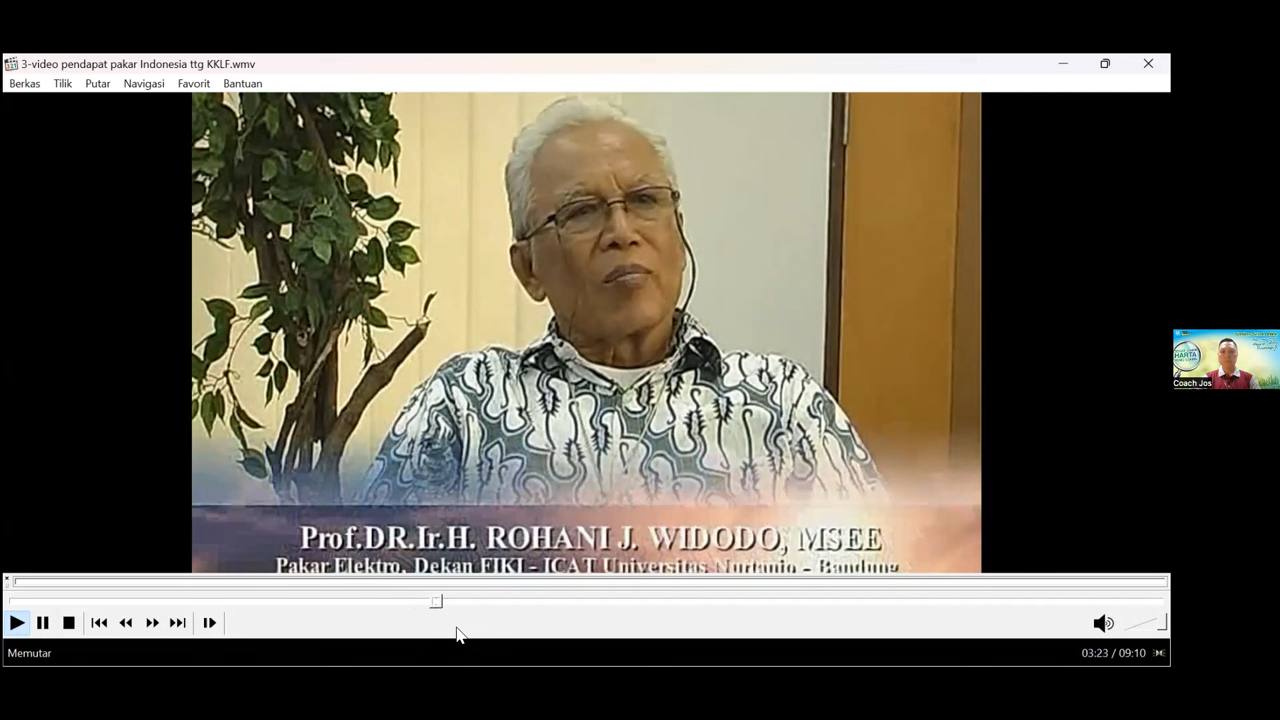 3-video pendapat pakar Indonesia ttg KKLF.wmv
Berkas Tilik Putar Navigasi Favorit Bantuan
HARTA
Coach Jos
Prof.DR.Ir.H. ROHANI J. WIDODO, MSEE
Pakar Elektro, Dekan FIKI - ICAT Universitas Nurtanio - Bandung
Memutar
03:23 / 09:10